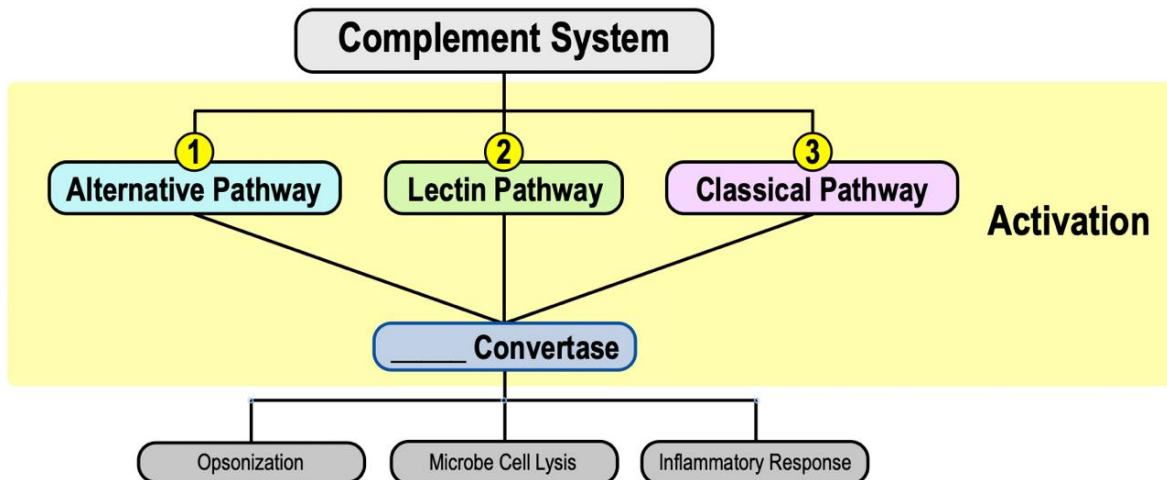 Complement System
1
2
3
Alternative Pathway
Lectin Pathway
Classical Pathway
Activation
_____ Convertase
Opsonization
Microbe Cell Lysis
Inflammatory Response